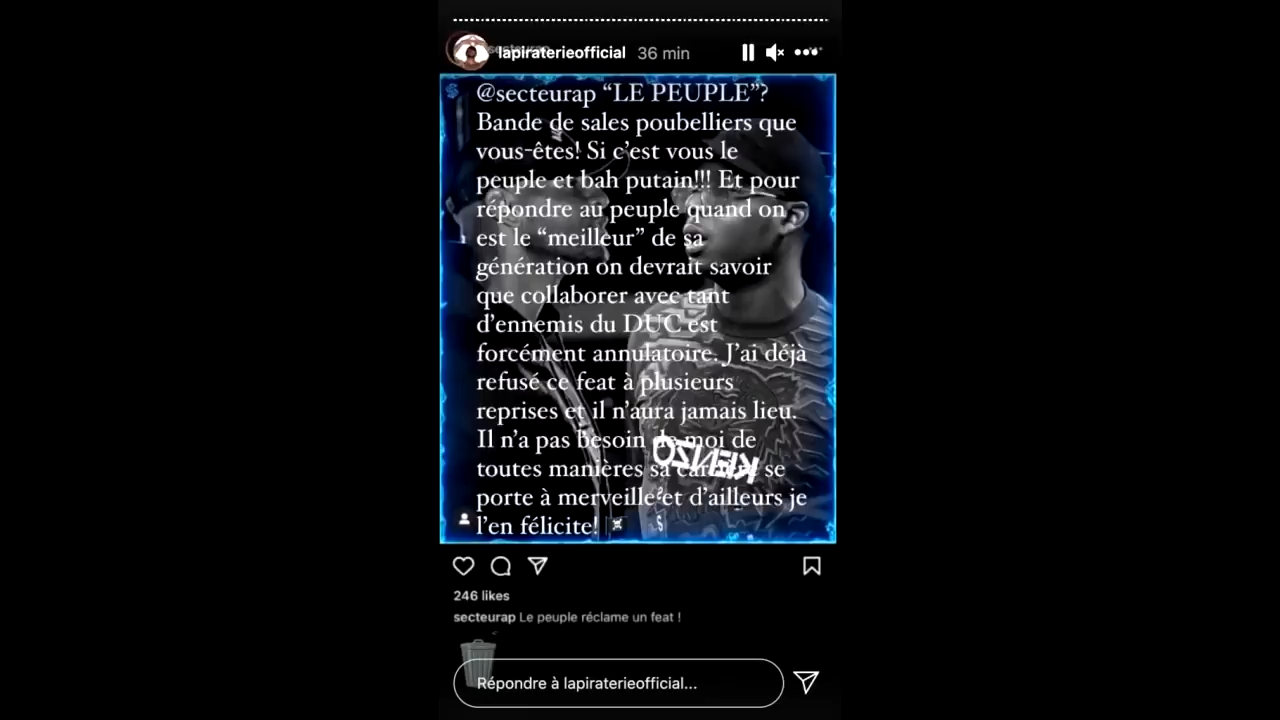 lapiraterieofficial 36 min
@secteurap “LE PEUPLE”?
Bande de sales poubelliers que
vous-êtes! Si c’est vous le
peuple et bah putain!!! Et pour
répondre au peuple quand on
est le “meilleur” de sa
génération on devrait savoir
que collaborer avec tant
d’ennemis du DUC est
forcément annulatoire. J’ai déjà
refusé ce feat à plusieurs
reprises et il n’aura jamais lieu.
Il n’a pas besoin de moi de
toutes manières sa carrière se
porte à merveille et d’ailleurs je
l’en félicite!
KENZO
246 likes
secteurap Le peuple réclame un feat !
Répondre à lapiraterieofficial...